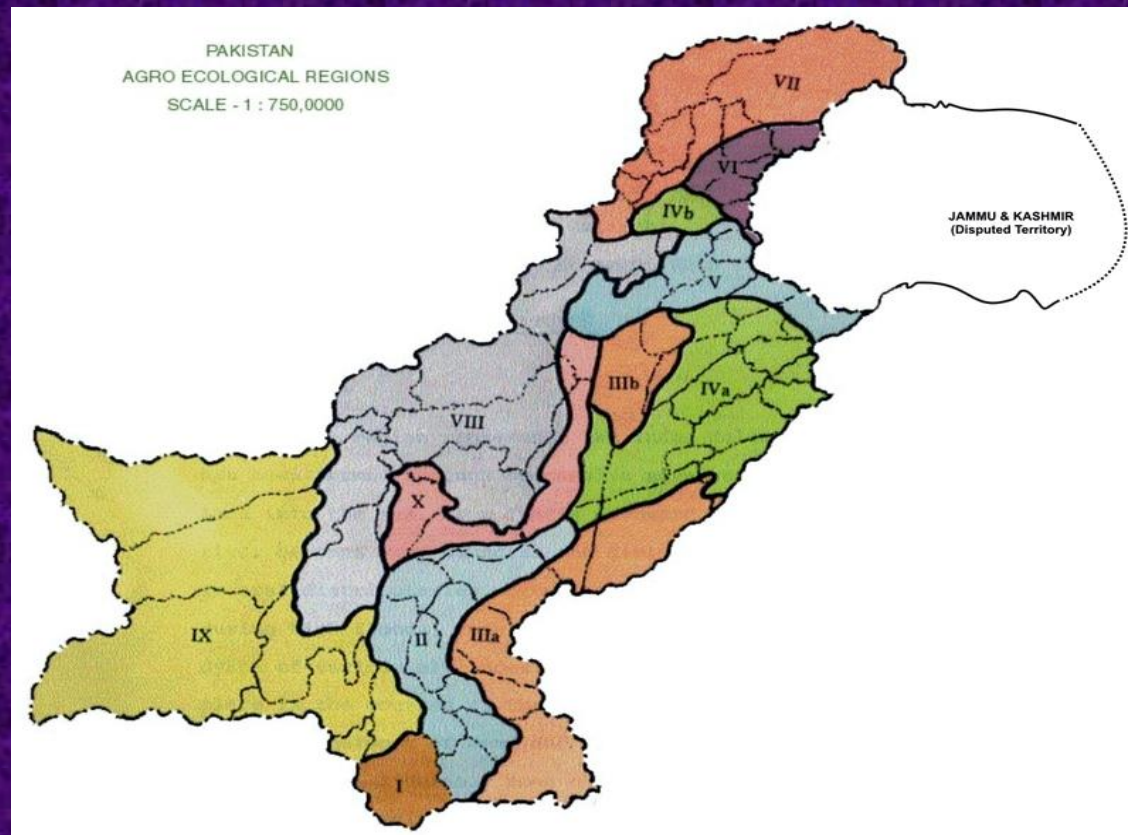 PAKISTAN
AGRO ECOLOGICAL REGIONS
SCALE - 1 : 750,0000
VII
VI
IVb
JAMMU & KASHMIR
(Disputed Territory)
V
IIIb
IVa
VIII
X
IX
II
IIIa
I